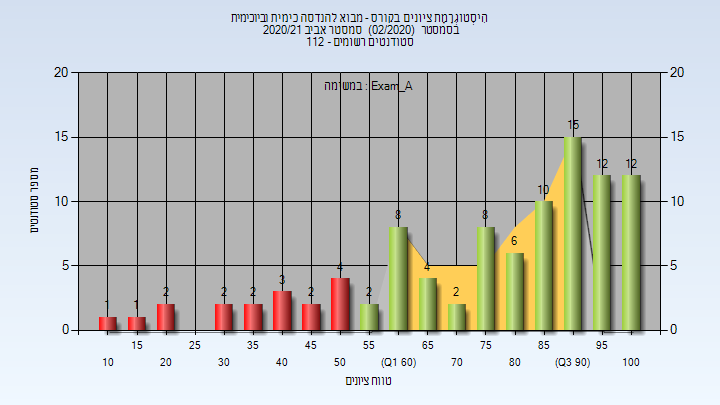 היסטוגרמת ציונים בקורס - מבוא להנדסה כימית וביוכימית
בסמסטר (02/2020) סמסטר אביב 2020/21
סטודנטים רשומים - 112
במשימה : Exam_A
20 20
15 15
10 10
5 5
0 0
מספר סטודנטים
1 1 2 2 2 3 2 4 2 8 4 2 8 6 10 15 12 12
15 25 35 45 55 65 75 85 95
10 20 30 40 50 (Q1 60) 70 80 (Q3 90) 100
טווח ציונים